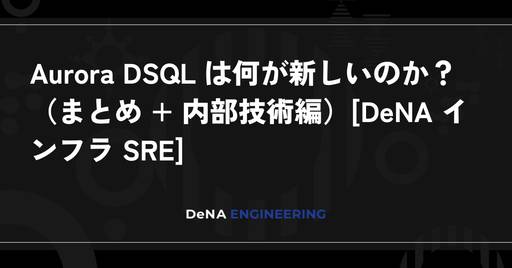 Aurora DSQL は何が新しいのか？
（まとめ + 内部技術編）[DeNA イ
ンフラ SRE]
DeNA ENGINEERING